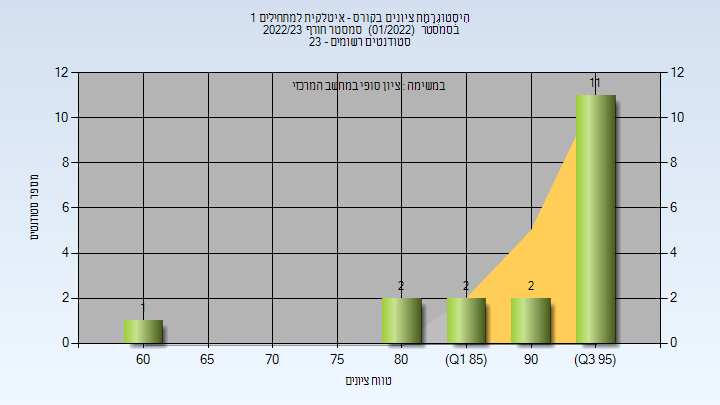 היסטוגרמת ציונים בקורס - איטלקית למתחילים 1
בסמסטר (01/2022) סמסטר חורף 2022/23
סטודנטים רשומים - 23
במשימה : ציון סופי במחשב המרכזי
מספר סטודנטים
12 12
10 10
8 8
6 6
4 4
2 2
0 0
1 2 2 2 11
60 65 70 75 80 (Q1 85) 90 (Q3 95)
טווח ציונים